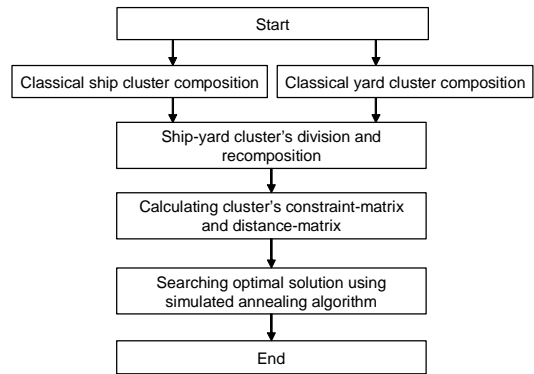 Start
Classical ship cluster composition
Classical yard cluster composition
Ship-yard cluster's division and
recomposition
Calculating cluster's constraint-matrix
and distance-matrix
Searching optimal solution using
simulated annealing algorithm
End